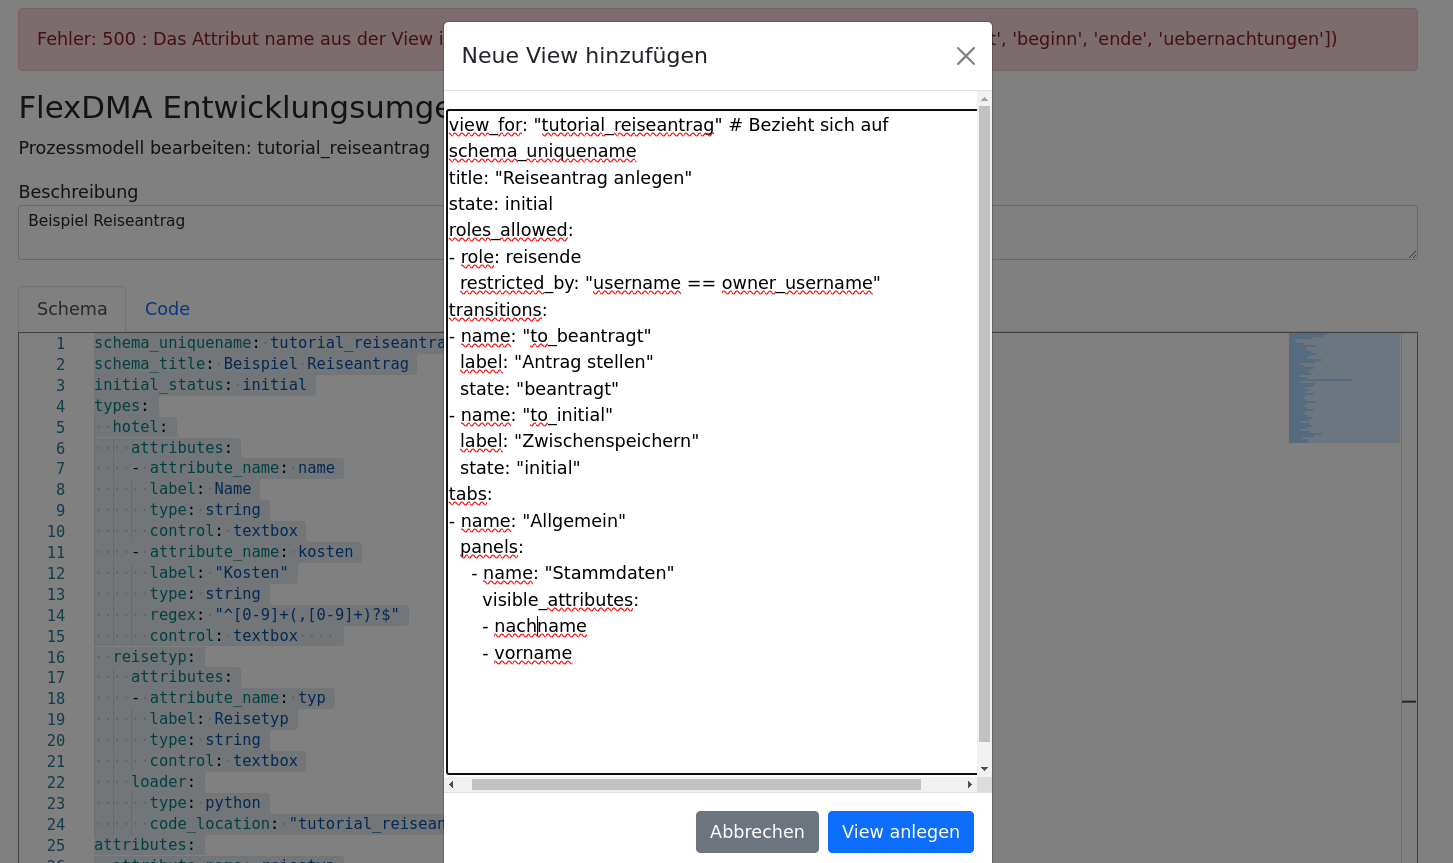 Fehler: 500 : Das Attribut name aus der View
', 'beginn', 'ende', 'uebernachtungen'])
FlexDMA Entwicklungsumge
Prozessmodell bearbeiten: tutorial_reiseantrag
Beschreibung
Beispiel Reiseantrag
Schema
Code
1 schema_uniquename: tutorial_reiseantra
2 schema_title: Beispiel Reiseantrag
3 initial_status: initial
4 types:
5 hotel:
6 attributes:
7 - attribute_name: name
8 label: Name
9 type: string
10 control: textbox
11 - attribute_name: kosten
12 label: "Kosten"
13 type: string
14 regex: "^[0-9]+(,[0-9]+)?$"
15 control: textbox
16 reisetyp:
17 attributes:
18 - attribute_name: typ
19 label: Reisetyp
20 type: string
21 control: textbox
22 loader:
23 type: python
24 code_location: "tutorial_reisean
25 attributes:
Neue View hinzufügen
view_for: "tutorial_reiseantrag" # Bezieht sich auf
schema_uniquename
title: "Reiseantrag anlegen"
state: initial
roles_allowed:
- role: reisende
restricted_by: "username == owner_username"
transitions:
- name: "to_beantragt"
label: "Antrag stellen"
state: "beantragt"
- name: "to_initial"
label: "Zwischenspeichern"
state: "initial"
tabs:
- name: "Allgemein"
panels:
- name: "Stammdaten"
visible_attributes:
- nachname
- vorname
Abbrechen
View anlegen